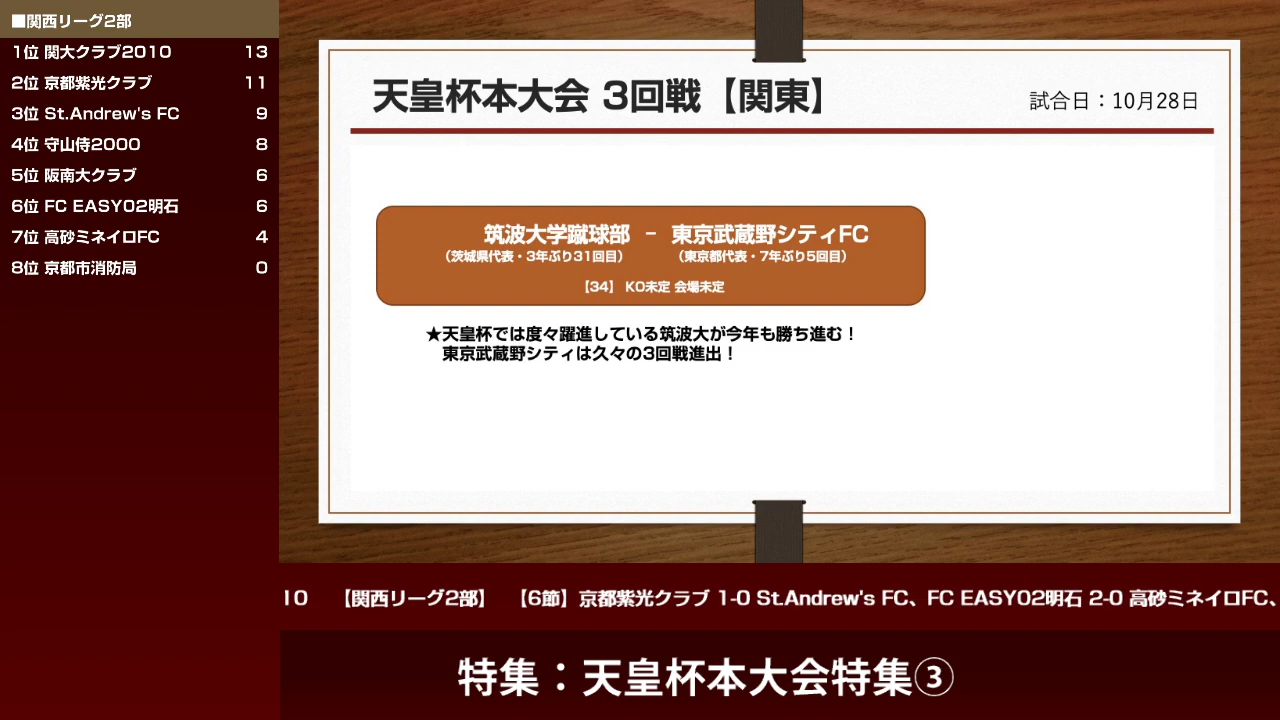 ■関西リーグ2部
1位 関大クラブ2010 13
2位 京都紫光クラブ 11
3位 St.Andrew's FC 9
4位 守山侍2000 8
5位 阪南大クラブ 6
6位 FC EASY02明石 6
7位 高砂ミネイロFC 4
8位 京都市消防局 0
天皇杯本大会 3回戦【関東】
試合日：10月28日
筑波大学蹴球部 － 東京武蔵野シティFC
（茨城県代表・3年ぶり31回目） （東京都代表・7年ぶり5回目）
【34】 KO未定 会場未定
★天皇杯では度々躍進している筑波大が今年も勝ち進む！
東京武蔵野シティは久々の3回戦進出！
10 【関西リーグ2部】 【6節】京都紫光クラブ 1-0 St.Andrew's FC、FC EASY02明石 2-0 高砂ミネイロFC、
特集：天皇杯本大会特集③